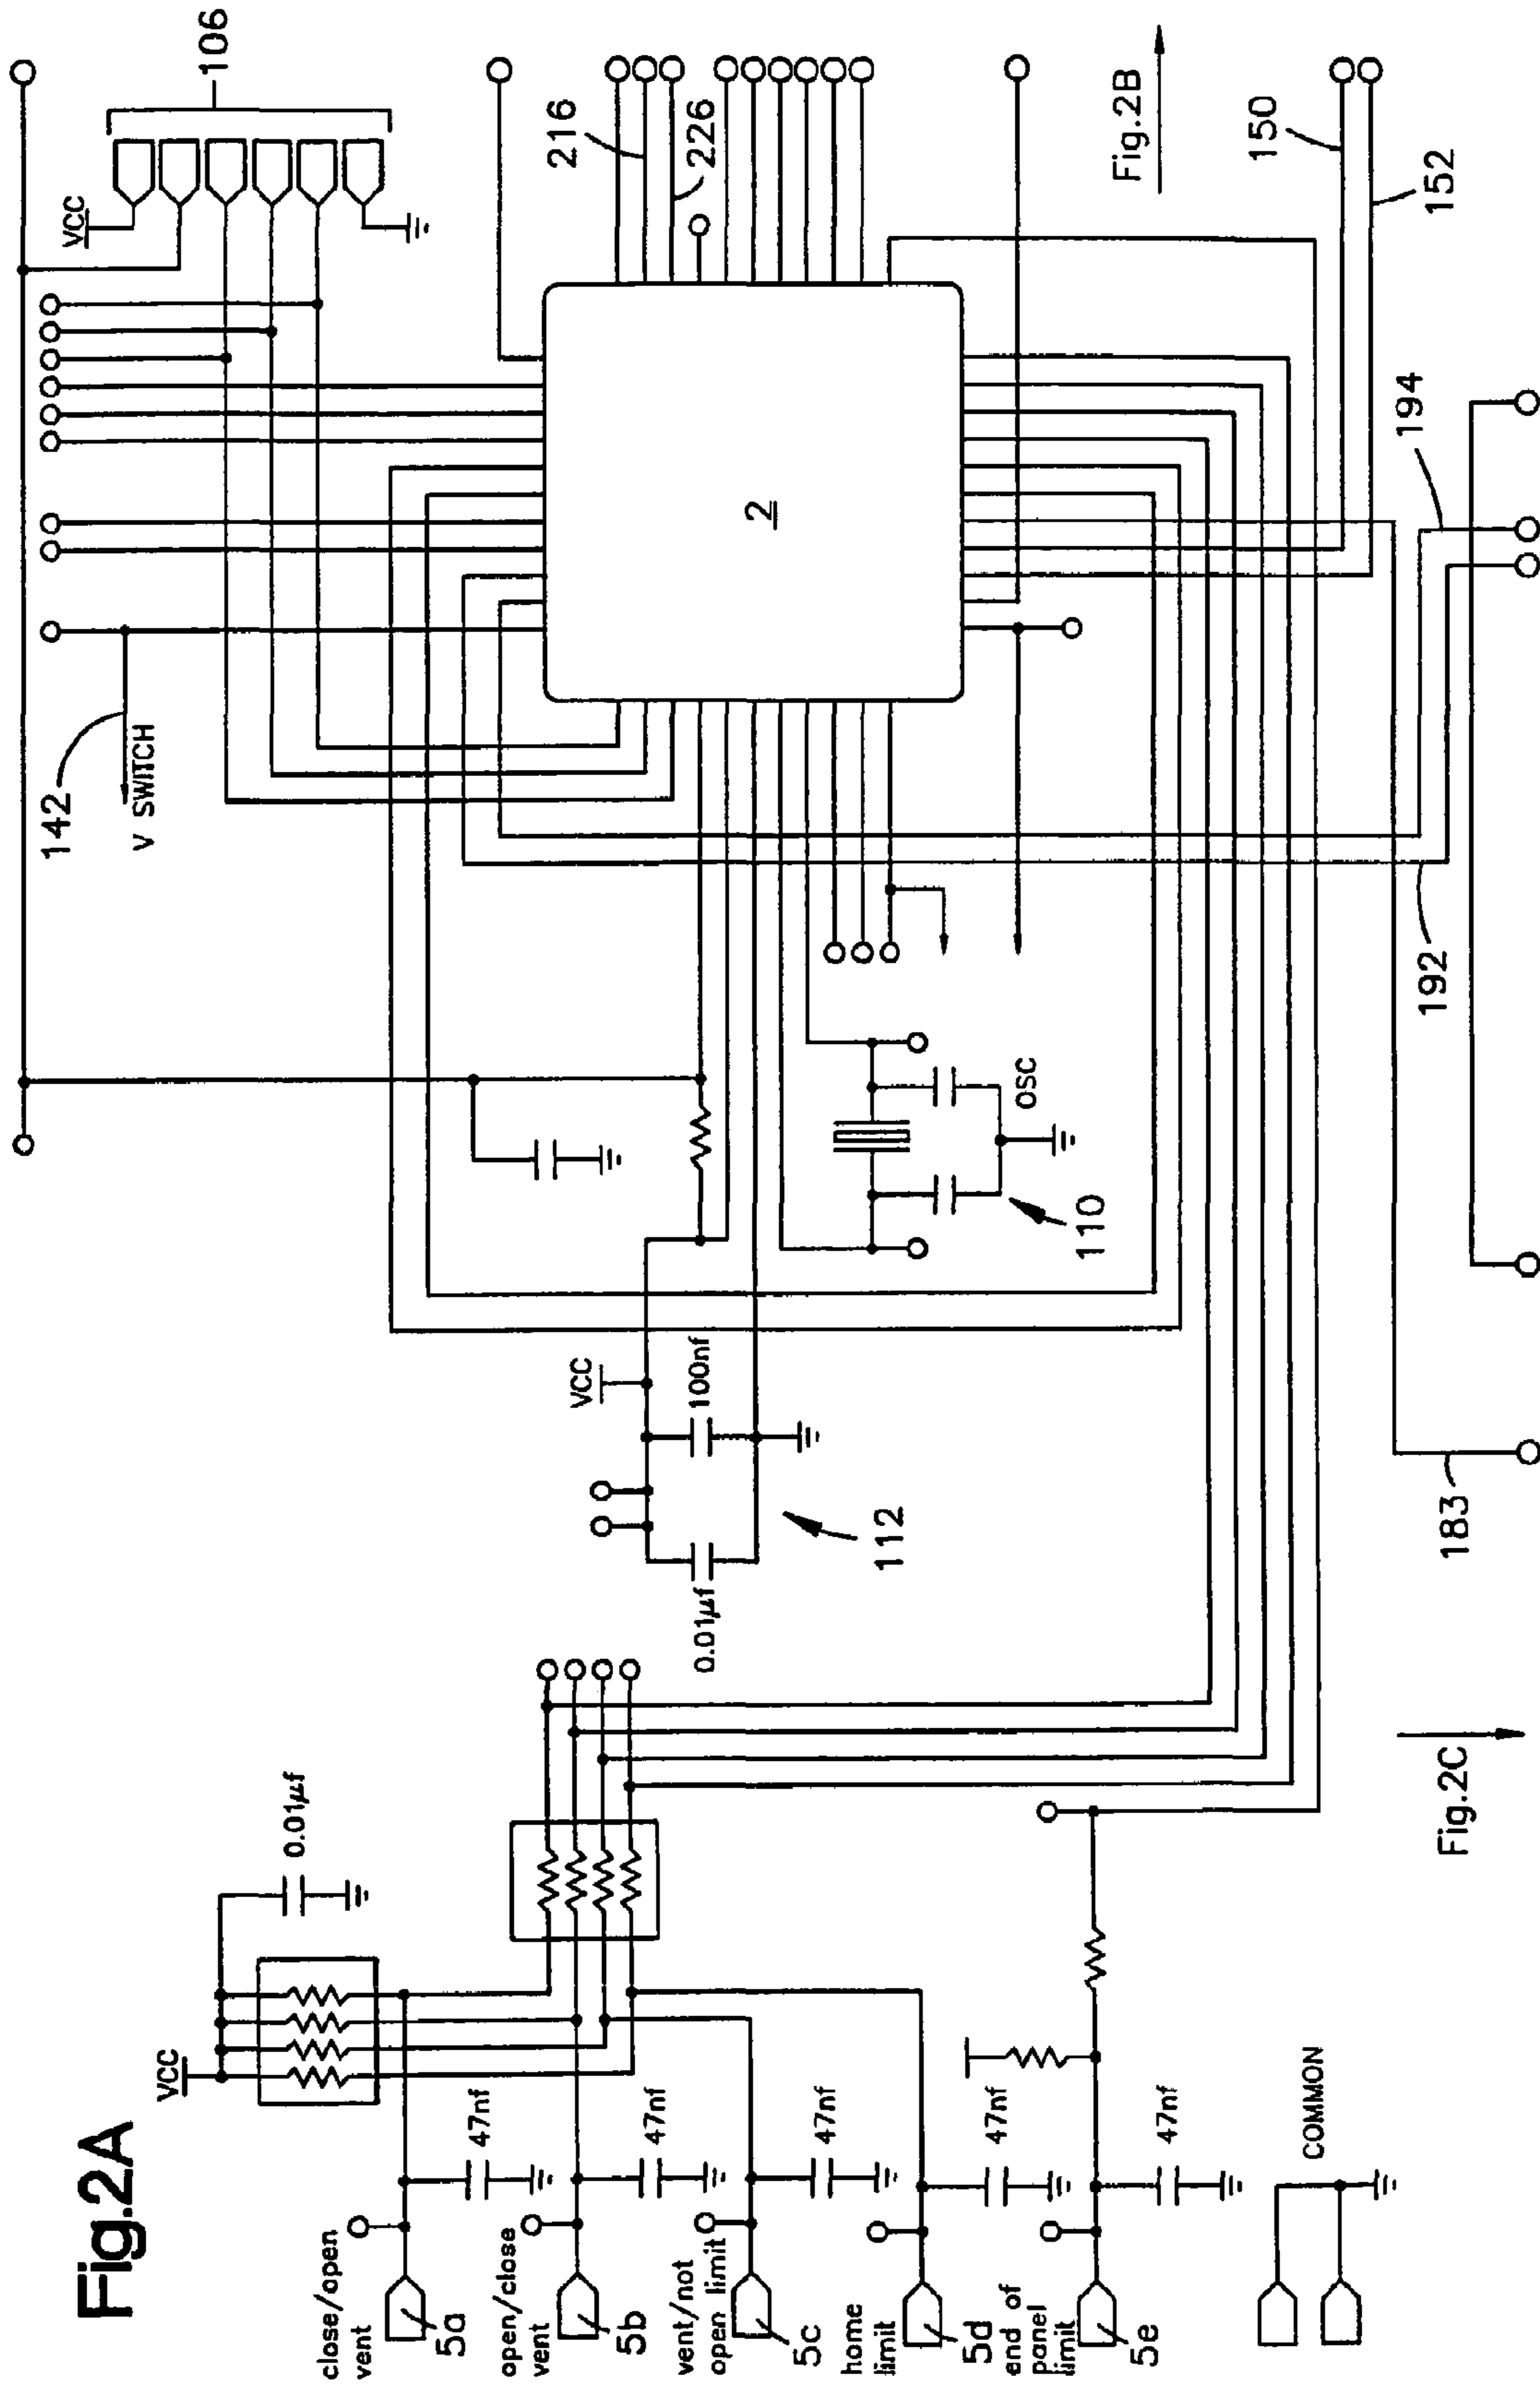 Fig.2A
close/open
vent
5a
open/close
vent
5b
vent/not
open limit
5c
home
limit
5d
end of
panel
limit
5e
COMMON
47nf
47nf
47nf
47nf
47nf
VCC
0.01µf
Fig.2C
0.01µf
112
VCC
100nf
110
OSC
183
192
194
142
V SWITCH
2
VCC
106
216
226
Fig.2B
150
152